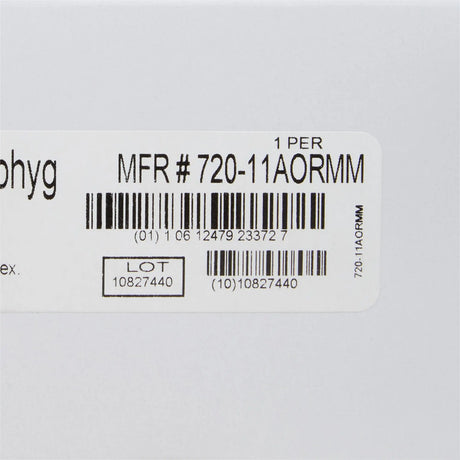 1 PER
phyg MFR # 720-11AORMM
(01) 1 06 12479 23372 7
ex.
LOT
10827440
(10)10827440
720-11AORMM